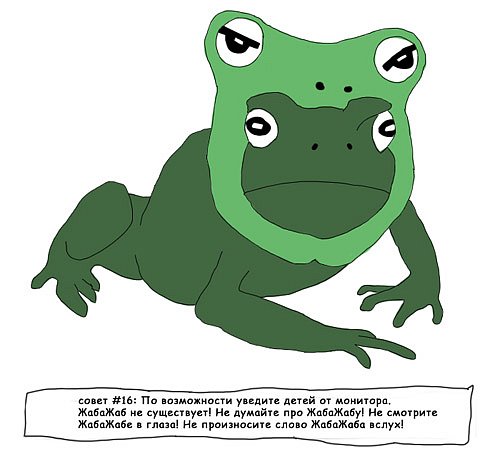 совет #16: По возможности уведите детей от монитора.
ЖабаЖаб не существует! Не думайте про ЖабаЖабу! Не смотрите
ЖабаЖабе в глаза! Не произносите слово ЖабаЖаба вслух!